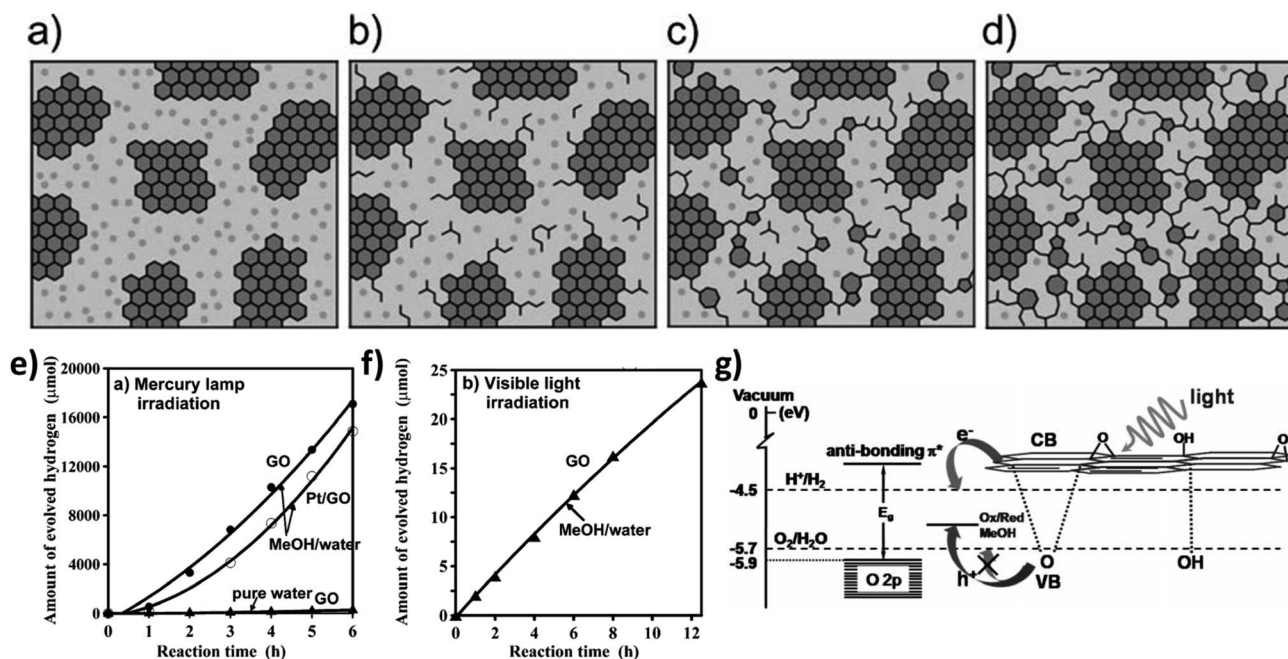 a)
b)
c)
d)
e)
a) Mercury lamp
irradiation
Amount of evolved hydrogen (μmol)
20000
16000
12000
8000
4000
0
GO
Pt/GO
MeOH/water
pure water
GO
0 1 2 3 4 5 6
Reaction time (h)
f)
b) Visible light
irradiation
Amount of evolved hydrogen (μmol)
25
20
15
10
5
0
GO
MeOH/water
0 2 4 6 8 10 12
Reaction time (h)
g)
Vacuum
0 (eV)
light
e⁻
CB
O
OH
O
anti-bonding π*
H⁺/H₂
-4.5
E_g
Ox/Red
MeOH
O₂/H₂O
-5.7
-5.9
O 2p
h⁺
O
VB
OH